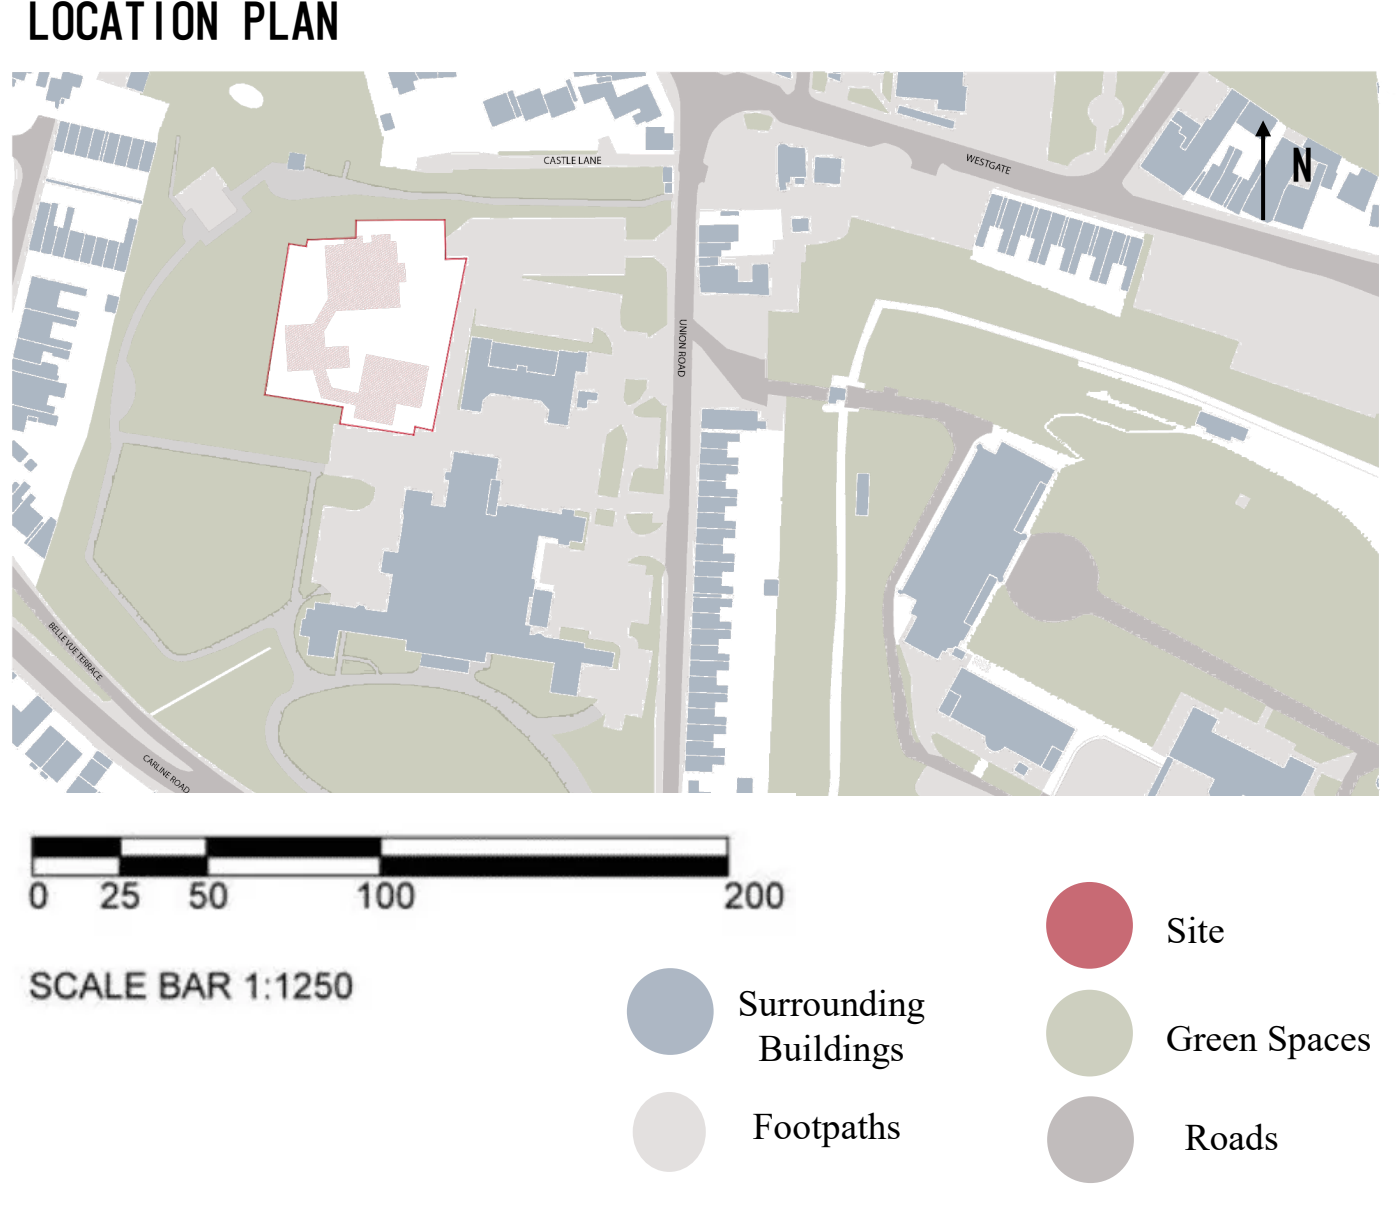 LOCATION PLAN
CASTLE LANE
WESTGATE
N
UNION ROAD
BELLE VUE TERRACE
CARLINE ROAD
0 25 50 100 200
SCALE BAR 1:1250
Site
Surrounding
Buildings
Green Spaces
Footpaths
Roads